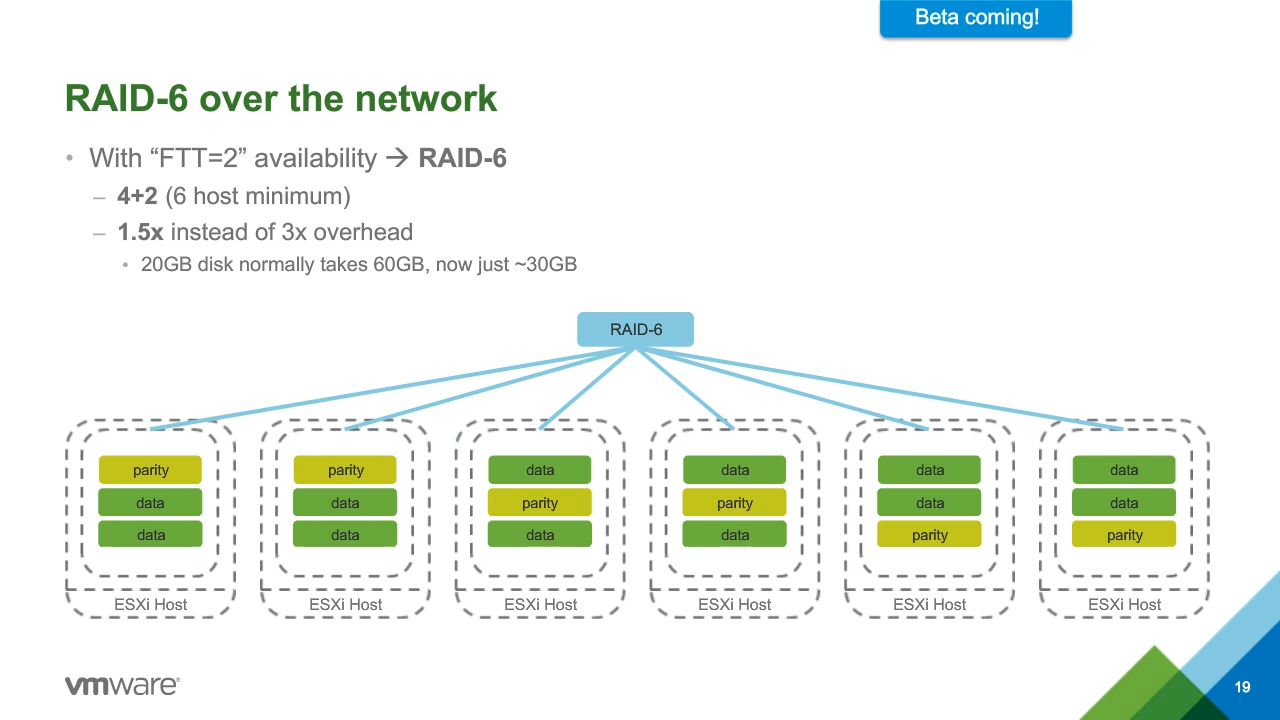 Beta coming!
RAID-6 over the network
• With “FTT=2” availability → RAID-6
– 4+2 (6 host minimum)
– 1.5x instead of 3x overhead
• 20GB disk normally takes 60GB, now just ~30GB
RAID-6
parity parity data data data data
data data parity parity data data
data data data data parity parity
ESXi Host ESXi Host ESXi Host ESXi Host ESXi Host ESXi Host
vmware®
19